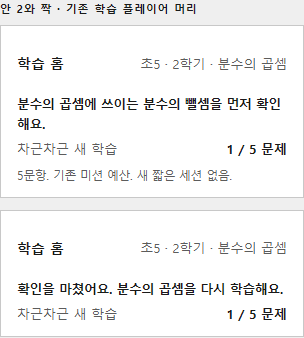 안 2와 짝 · 기존 학습 플레이어 머리
학습 홈 초5 · 2학기 · 분수의 곱셈
분수의 곱셈에 쓰이는 분수의 뺄셈을 먼저 확인
해요.
차근차근 새 학습 1 / 5 문제
5문항. 기존 미션 예산. 새 짧은 세션 없음.
학습 홈 초5 · 2학기 · 분수의 곱셈
확인을 마쳤어요. 분수의 곱셈을 다시 학습해요.
차근차근 새 학습 1 / 5 문제